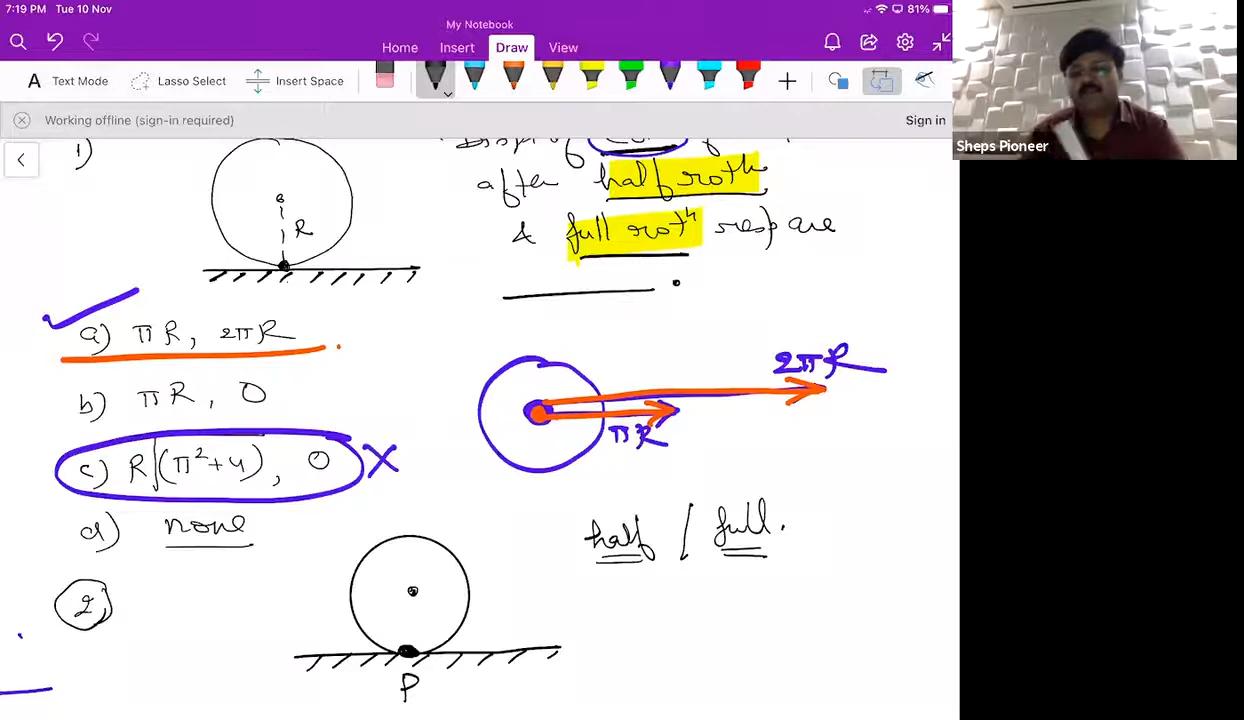 7:19 PM Tue 10 Nov
81%
My Notebook
Home Insert Draw View
Text Mode Lasso Select Insert Space
Working offline (sign-in required) Sign in
Sheps Pioneer
1)
after half rotn
& full rotn resp are
R
a) πR, 2πR
b) πR, 0
c) R√(π²+4), 0 X
d) none
2πR
πR
half / full.
2)
P